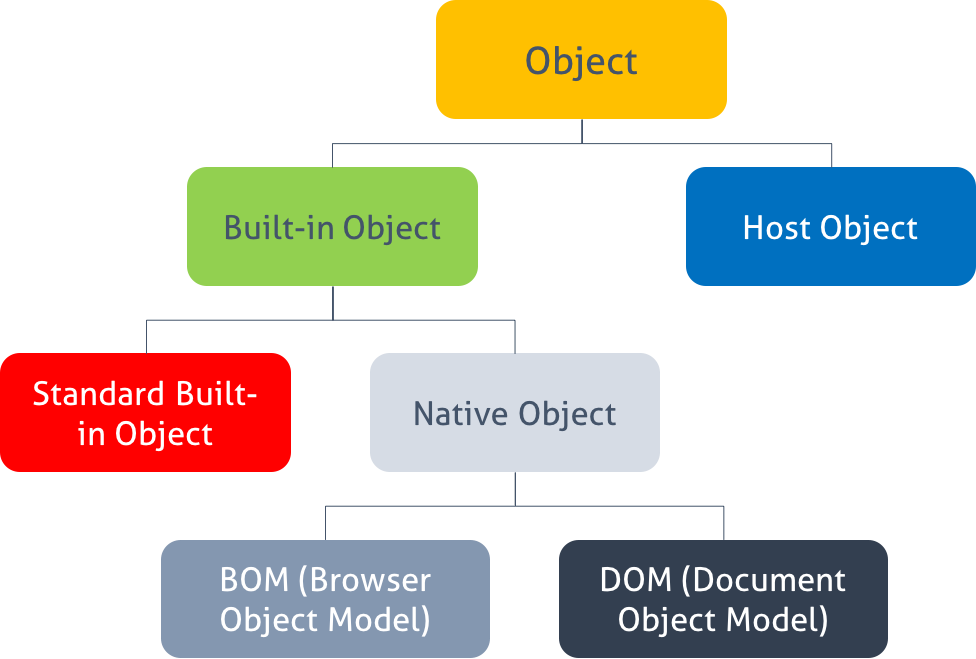 Object
Built-in Object
Host Object
Standard Built-
in Object
Native Object
BOM (Browser
Object Model)
DOM (Document
Object Model)